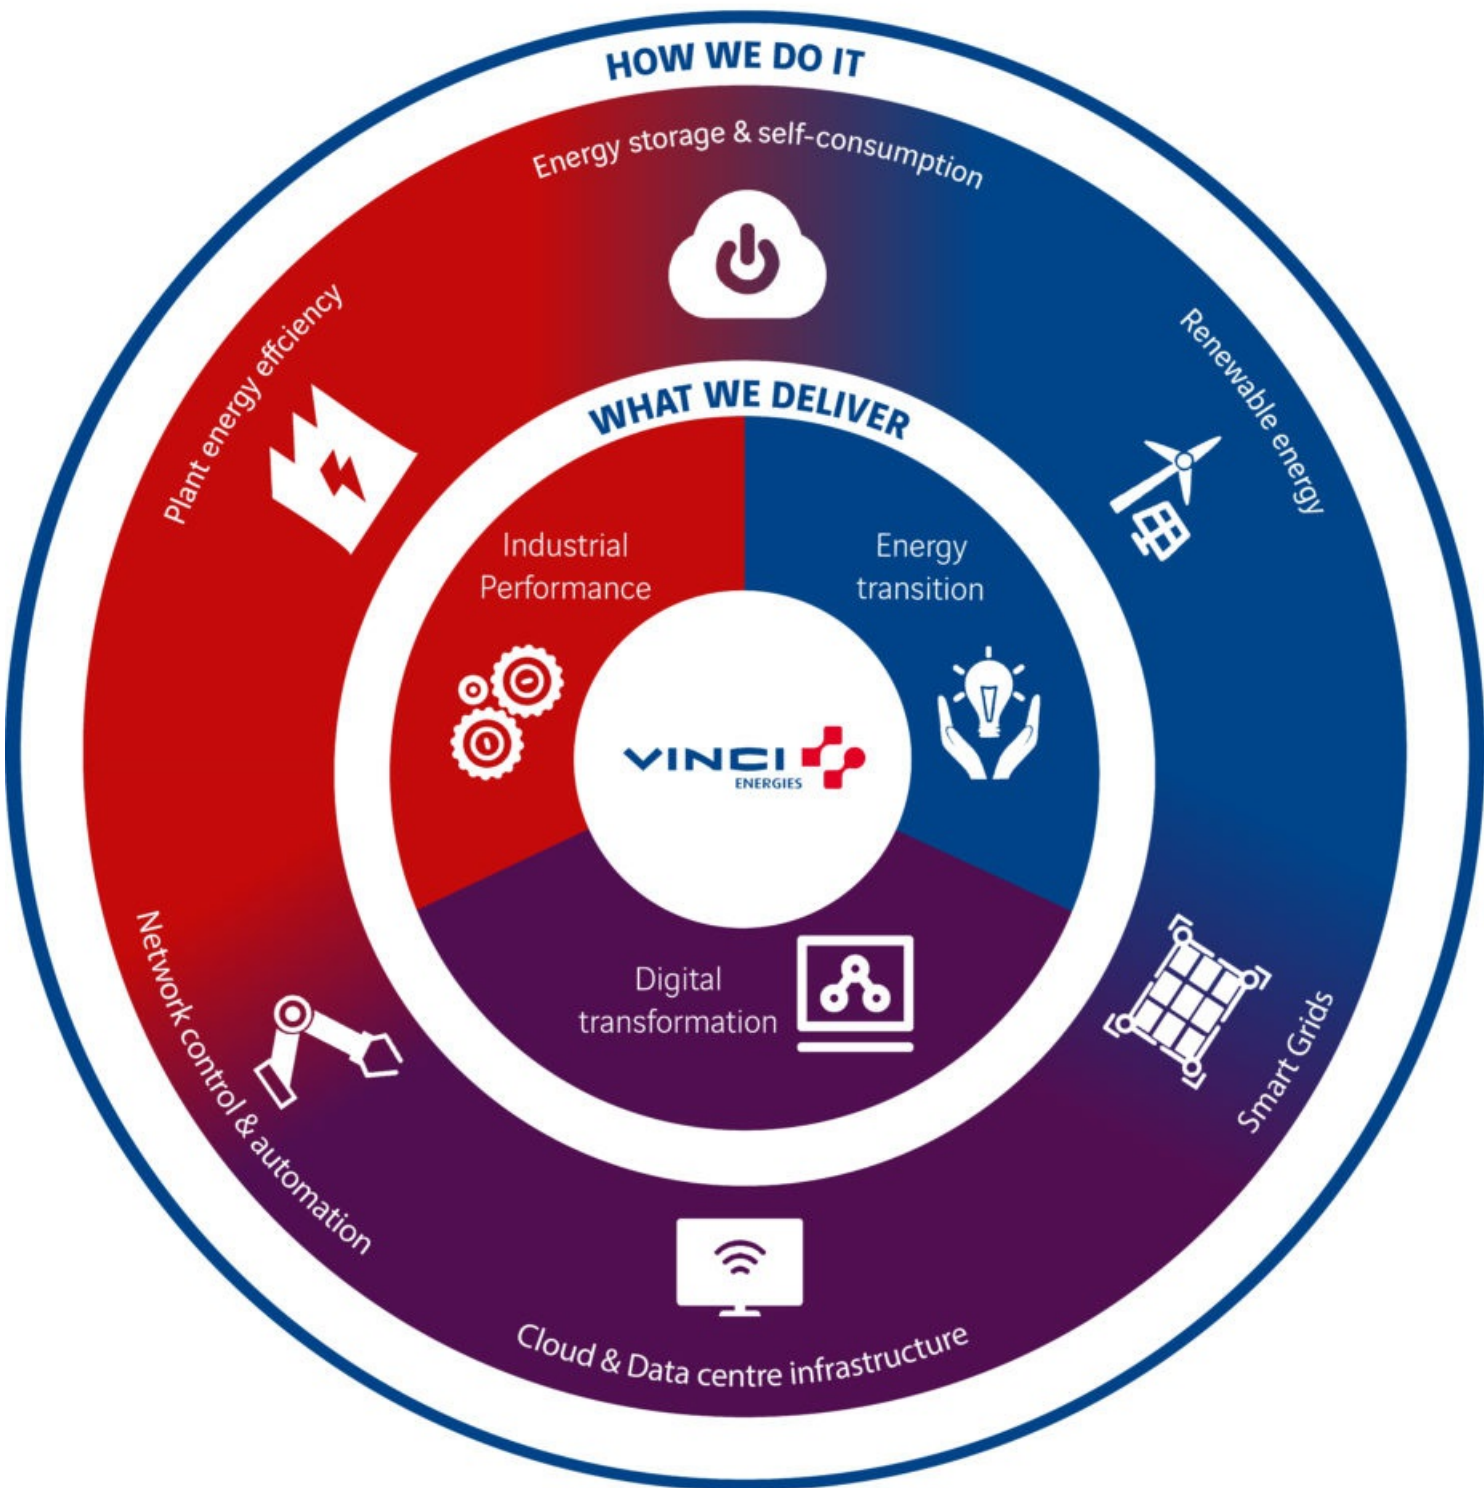 HOW WE DO IT
Energy storage & self-consumption
Renewable energy
Smart Grids
Cloud & Data centre infrastructure
Network control & automation
Plant energy effciency
WHAT WE DELIVER
Industrial
Performance
Energy
transition
Digital
transformation
VINCI
ENERGIES